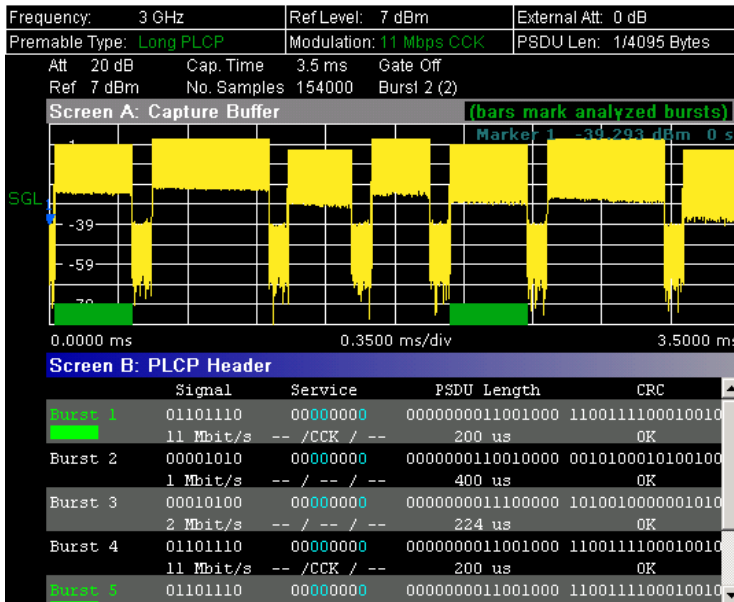 Frequency: 3 GHz Ref Level: 7 dBm External Att: 0 dB
Premable Type: Long PLCP Modulation: 11 Mbps CCK PSDU Len: 1/4095 Bytes
Att 20 dB Cap. Time 3.5 ms Gate Off
Ref 7 dBm No. Samples 154000 Burst 2 (2)
Screen A: Capture Buffer (bars mark analyzed bursts)
Marker 1 -39.293 dBm 0 s
1
SGL
-39
-59
-79
0.0000 ms 0.3500 ms/div 3.5000 ms
Screen B: PLCP Header
Signal Service PSDU Length CRC
Burst 1 01101110 00000000 0000000011001000 1100111100010010
11 Mbit/s -- /CCK / -- 200 us OK
Burst 2 00001010 00000000 0000000110010000 0010100010100100
1 Mbit/s -- / -- / -- 400 us OK
Burst 3 00010100 00000000 0000000011100000 1010010000001010
2 Mbit/s -- / -- / -- 224 us OK
Burst 4 01101110 00000000 0000000011001000 1100111100010010
11 Mbit/s -- /CCK / -- 200 us OK
Burst 5 01101110 00000000 0000000011001000 1100111100010010